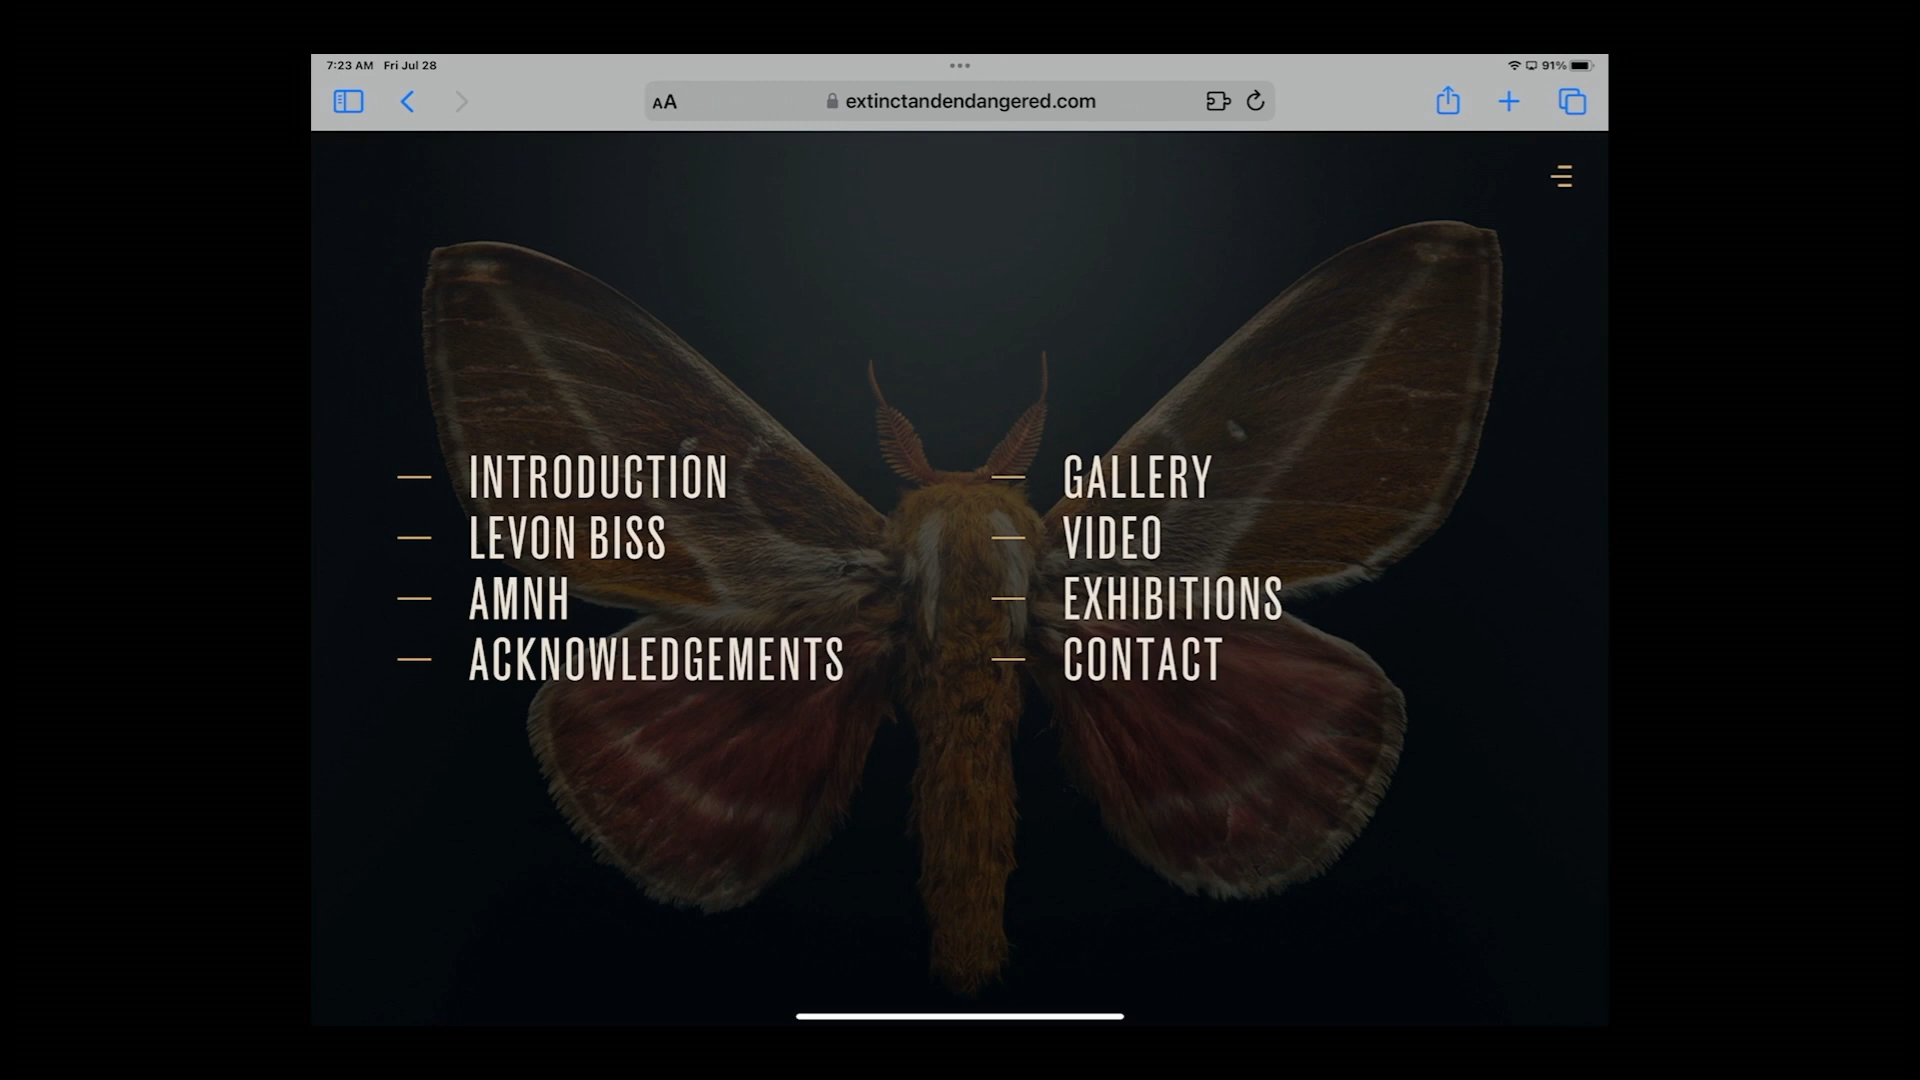 7:23 AM Fri Jul 28
91%
AA
extinctandendangered.com
INTRODUCTION
LEVON BISS
AMNH
ACKNOWLEDGEMENTS
GALLERY
VIDEO
EXHIBITIONS
CONTACT